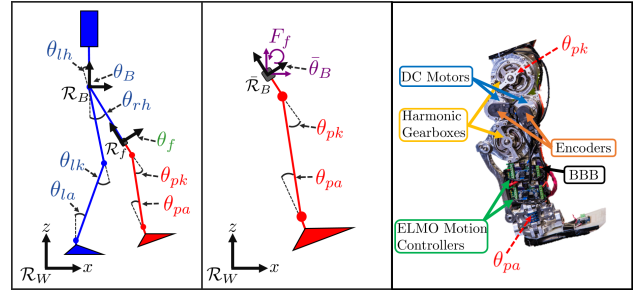 θ_lh
θ_B
R_B
θ_rh
R_f
θ_f
θ_lk
θ_pk
θ_la
θ_pa
z
x
R_W
F_f
R̄_B
θ̄_B
θ_pk
θ_pa
z
x
R_W
θ_pk
DC Motors
Harmonic
Gearboxes
Encoders
BBB
ELMO Motion
Controllers
θ_pa